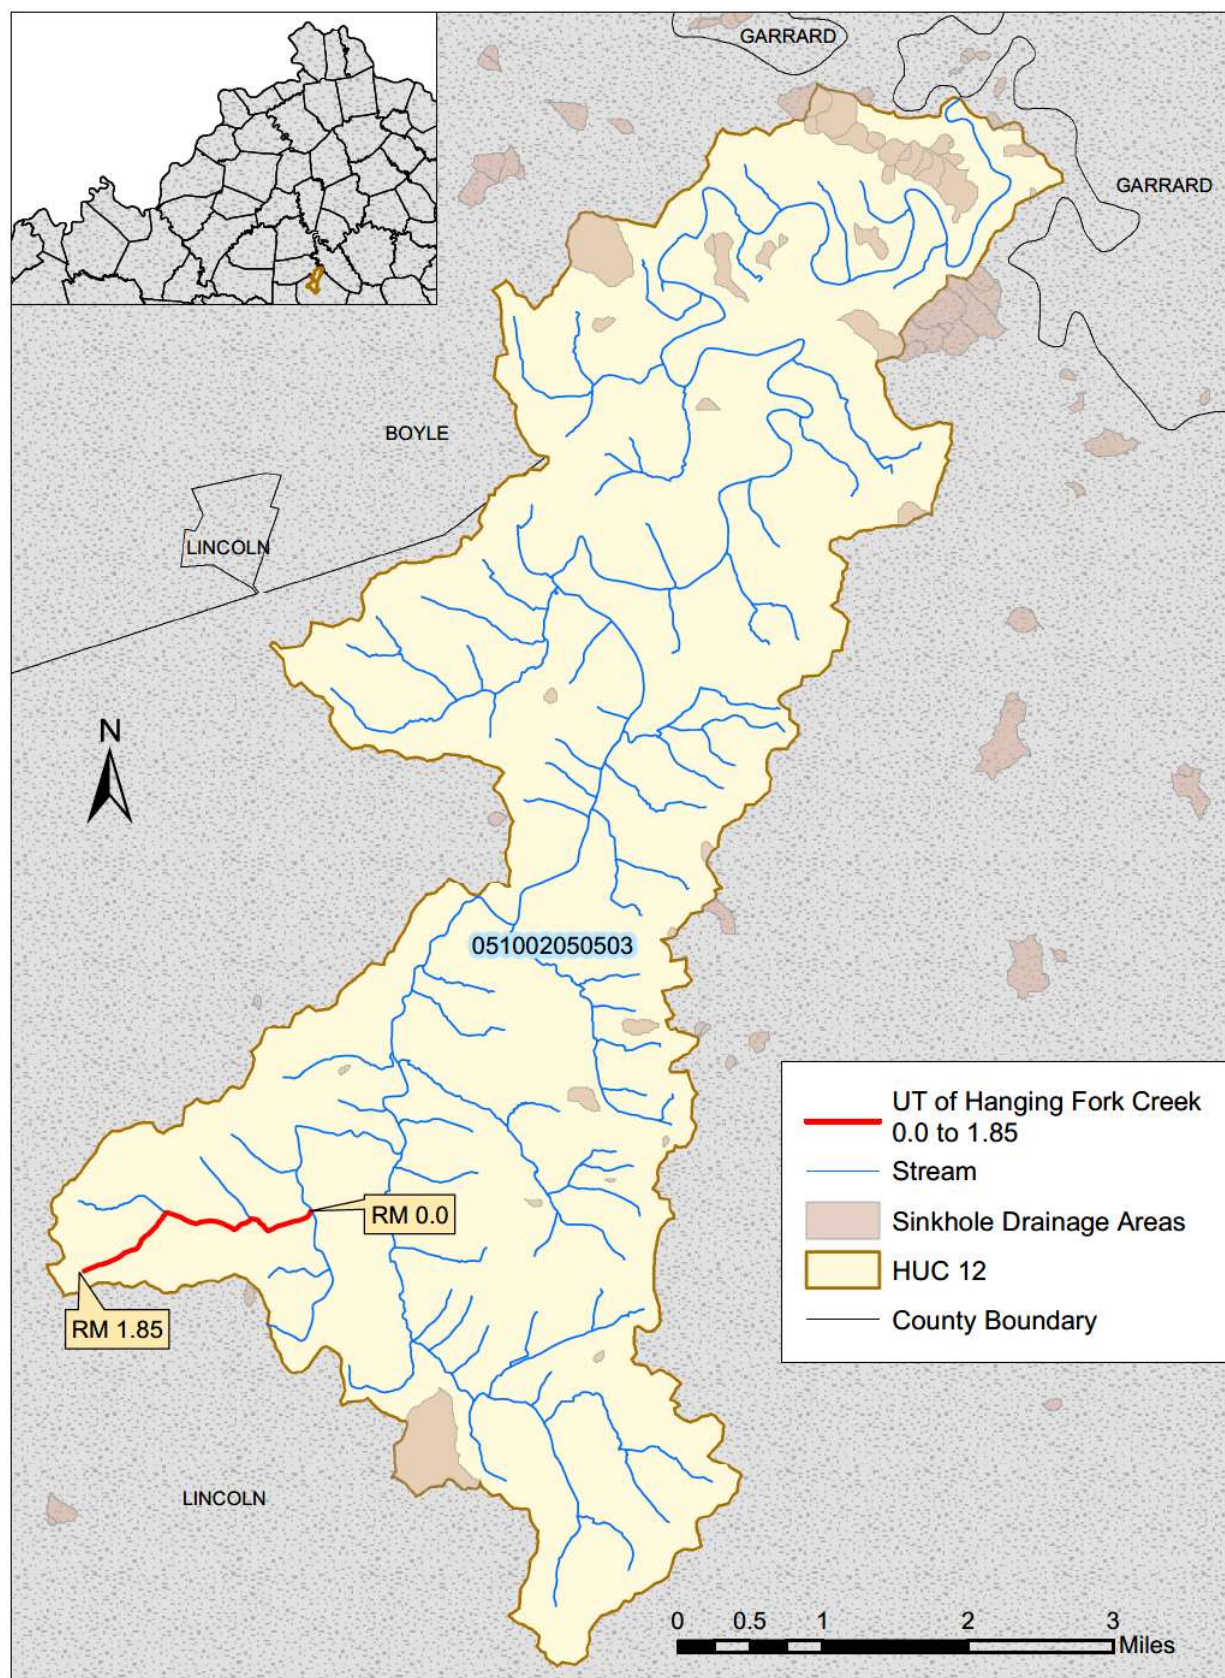 GARRARD
GARRARD
BOYLE
LINCOLN
N
051002050503
UT of Hanging Fork Creek
0.0 to 1.85
Stream
Sinkhole Drainage Areas
HUC 12
County Boundary
RM 0.0
RM 1.85
LINCOLN
0 0.5 1 2 3
Miles